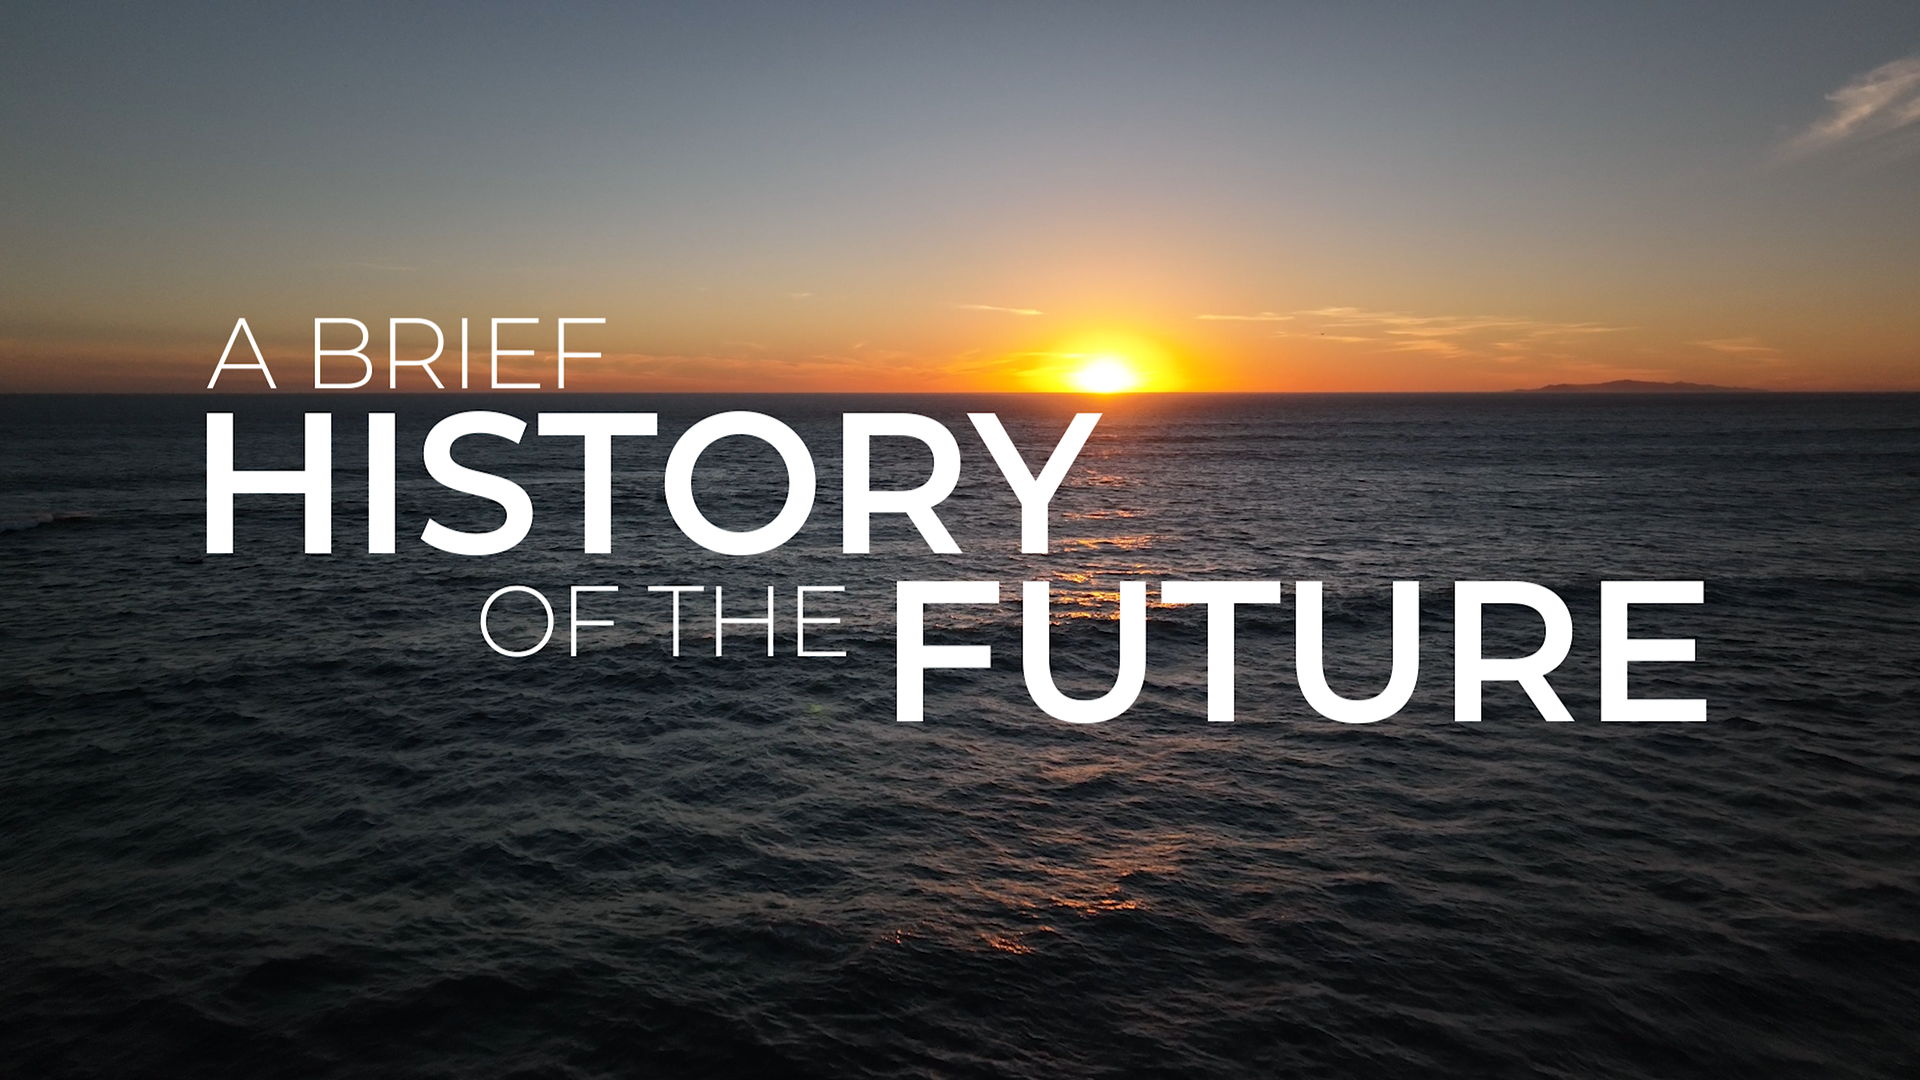 A BRIEF
HISTORY
OF THE FUTURE